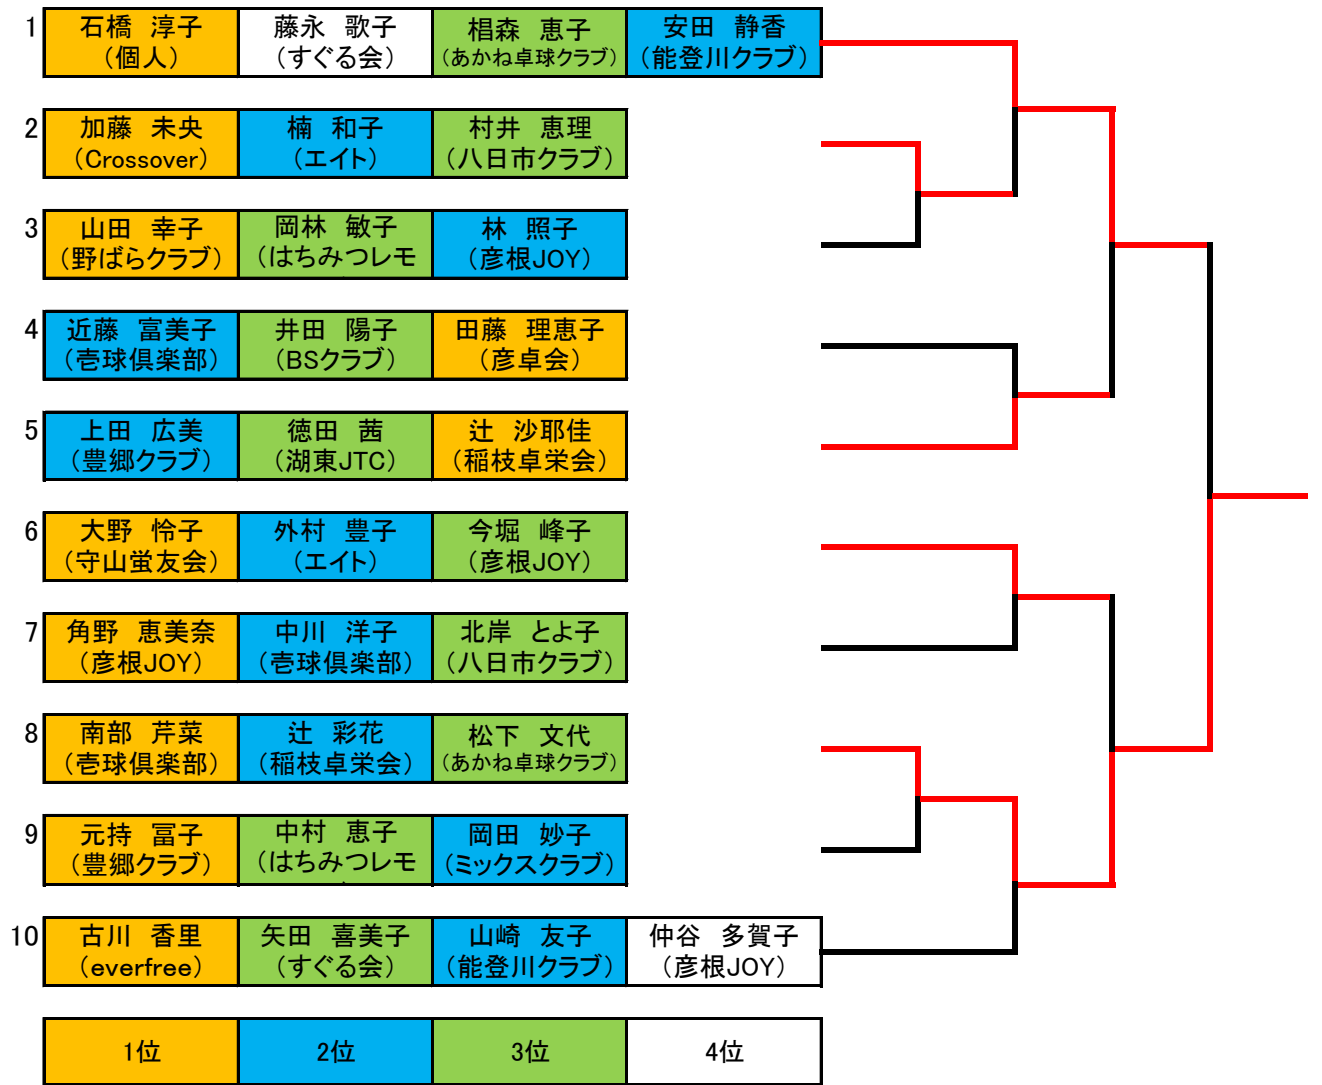 1
石橋　淳子
（個人）
藤永　歌子
（すぐる会）
椙森　恵子
（あかね卓球クラブ）
安田　静香
（能登川クラブ）
2
加藤　未央
（Crossover）
楠　和子
（エイト）
村井　恵理
（八日市クラブ）
3
山田　幸子
（野ばらクラブ）
岡林　敏子
（はちみつレモ
林　照子
（彦根JOY）
4
近藤　富美子
（壱球倶楽部）
井田　陽子
（BSクラブ）
田藤　理恵子
（彦卓会）
5
上田　広美
（豊郷クラブ）
徳田　茜
（湖東JTC）
辻　沙耶佳
（稲枝卓栄会）
6
大野　怜子
（守山蛍友会）
外村　豊子
（エイト）
今堀　峰子
（彦根JOY）
7
角野　恵美奈
（彦根JOY）
中川　洋子
（壱球倶楽部）
北岸　とよ子
（八日市クラブ）
8
南部　芹菜
（壱球倶楽部）
辻　彩花
（稲枝卓栄会）
松下　文代
（あかね卓球クラブ）
9
元持　冨子
（豊郷クラブ）
中村　恵子
（はちみつレモ
岡田　妙子
（ミックスクラブ）
10
古川　香里
（everfree）
矢田　喜美子
（すぐる会）
山崎　友子
（能登川クラブ）
仲谷　多賀子
（彦根JOY）
1位
2位
3位
4位